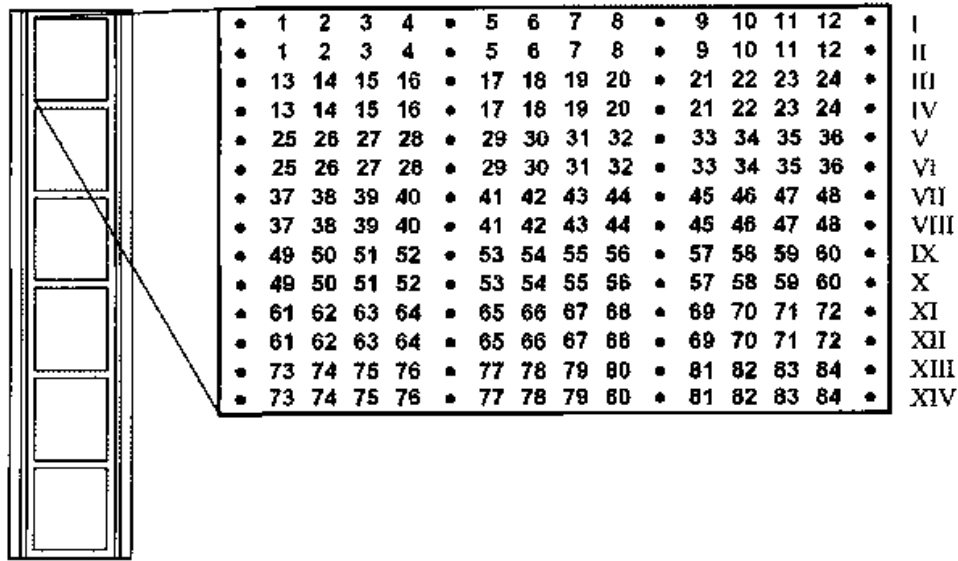 • 1 2 3 4 • 5 6 7 8 • 9 10 11 12 • I
• 1 2 3 4 • 5 6 7 8 • 9 10 11 12 • II
• 13 14 15 16 • 17 18 19 20 • 21 22 23 24 • III
• 13 14 15 16 • 17 18 19 20 • 21 22 23 24 • IV
• 25 26 27 28 • 29 30 31 32 • 33 34 35 36 • V
• 25 26 27 28 • 29 30 31 32 • 33 34 35 36 • VI
• 37 38 39 40 • 41 42 43 44 • 45 46 47 48 • VII
• 37 38 39 40 • 41 42 43 44 • 45 46 47 48 • VIII
• 49 50 51 52 • 53 54 55 56 • 57 58 59 60 • IX
• 49 50 51 52 • 53 54 55 56 • 57 58 59 60 • X
• 61 62 63 64 • 65 66 67 68 • 69 70 71 72 • XI
• 61 62 63 64 • 65 66 67 68 • 69 70 71 72 • XII
• 73 74 75 76 • 77 78 79 80 • 81 82 83 84 • XIII
• 73 74 75 76 • 77 78 79 80 • 81 82 83 84 • XIV